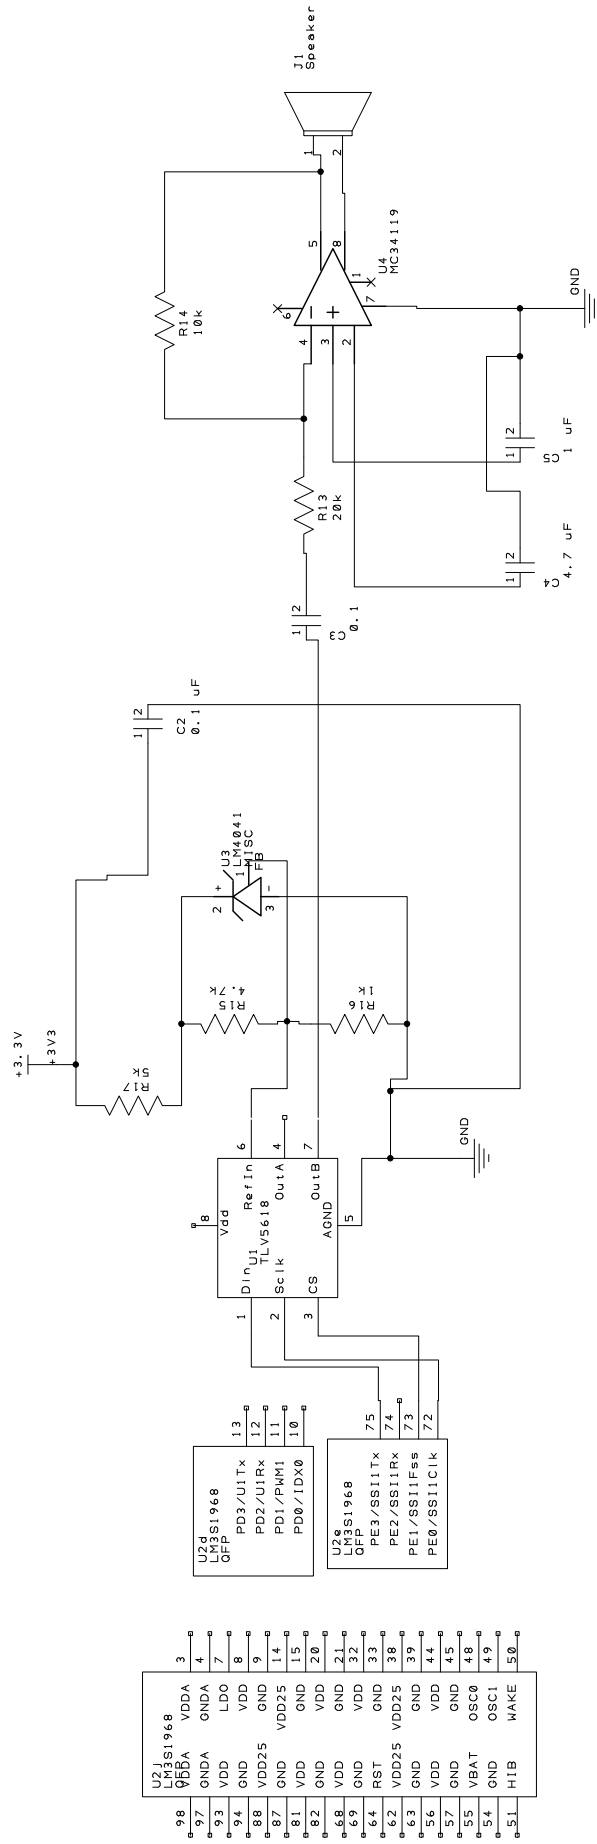 J1
Speaker
1
2
5
8
R14
10k
U4
MC34119
6
1
7
4
3
2
GND
R13
20k
1
2
C5
1 uF
1
2
C4
4.7 uF
1
2
C3
0.1
1
2
C2
0.1 uF
U3
LM4041
MISC
FB
1
2
+
3
-
R15
4.7k
R16
1k
+3.3V
+3V3
R17
5k
GND
6
4
7
RefIn
OutA
OutB
8
Vdd
U1
TLV5618
AGND
5
Din
Sclk
CS
1
2
3
U2d
LM3S1968
QFP
PD3/U1Tx 13
PD2/U1Rx 12
PD1/PWM1 11
PD0/IDX0 10
U2e
LM3S1968
QFP
PE3/SSI1Tx 75
PE2/SSI1Rx 74
PE1/SSI1Fss 73
PE0/SSI1Clk 72
U2j
LM3S1968
QFP
98 VDDA VDDA 3
97 GNDA GNDA 4
93 VDD LDO 7
94 GND VDD 8
88 VDD25 GND 9
87 GND VDD25 14
81 VDD GND 15
82 GND VDD 20
68 VDD GND 21
69 GND VDD 32
64 RST GND 33
62 VDD25 VDD25 38
63 GND GND 39
56 VDD VDD 44
57 GND GND 45
55 VBAT OSC0 48
54 GND OSC1 49
51 HIB WAKE 50